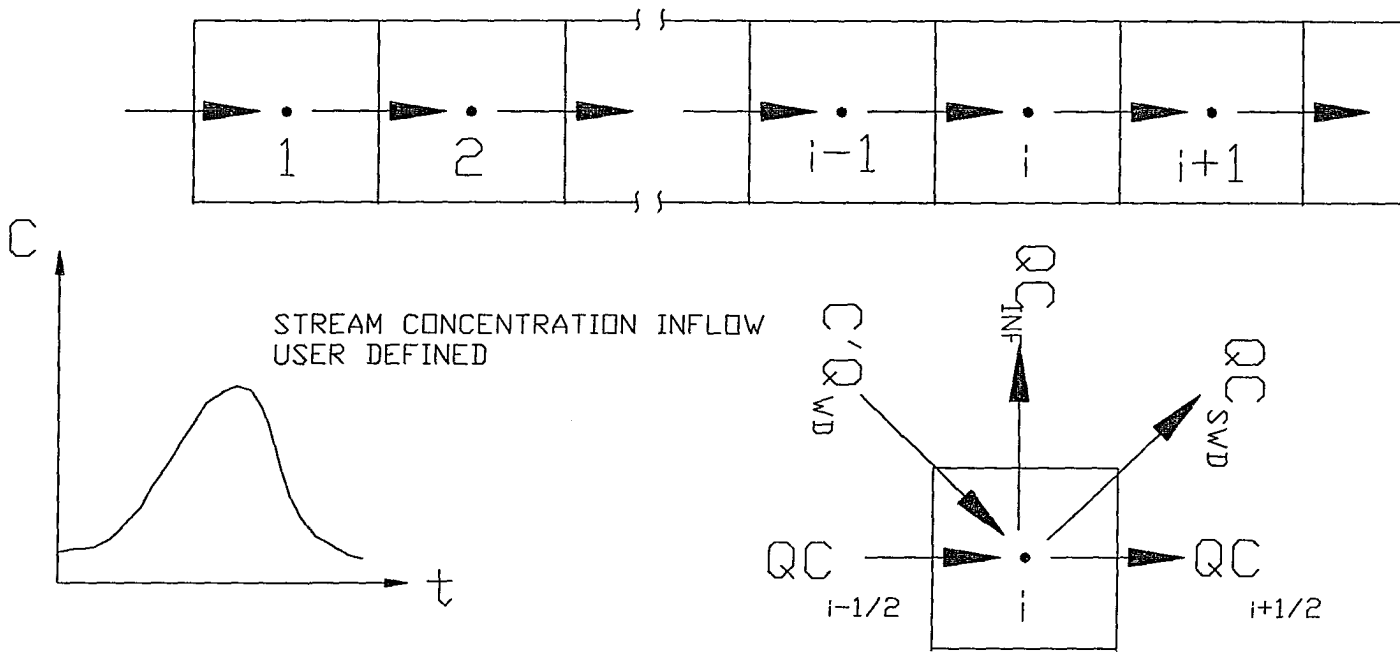 1 2 i-1 i i+1
C
STREAM CONCENTRATION INFLOW
USER DEFINED
t
C'Q WD
QC INF
QC SWD
QC i-1/2
i
QC i+1/2